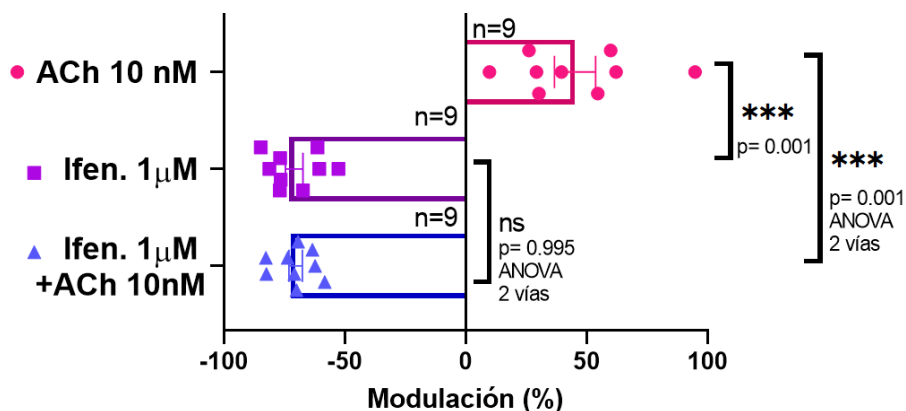 n=9
ACh 10 nM
***
p= 0.001
n=9
Ifen. 1μM
***
p= 0.001
ANOVA
2 vías
n=9
ns
p= 0.995
ANOVA
2 vías
Ifen. 1μM
+ACh 10nM
-100 -50 0 50 100
Modulación (%)